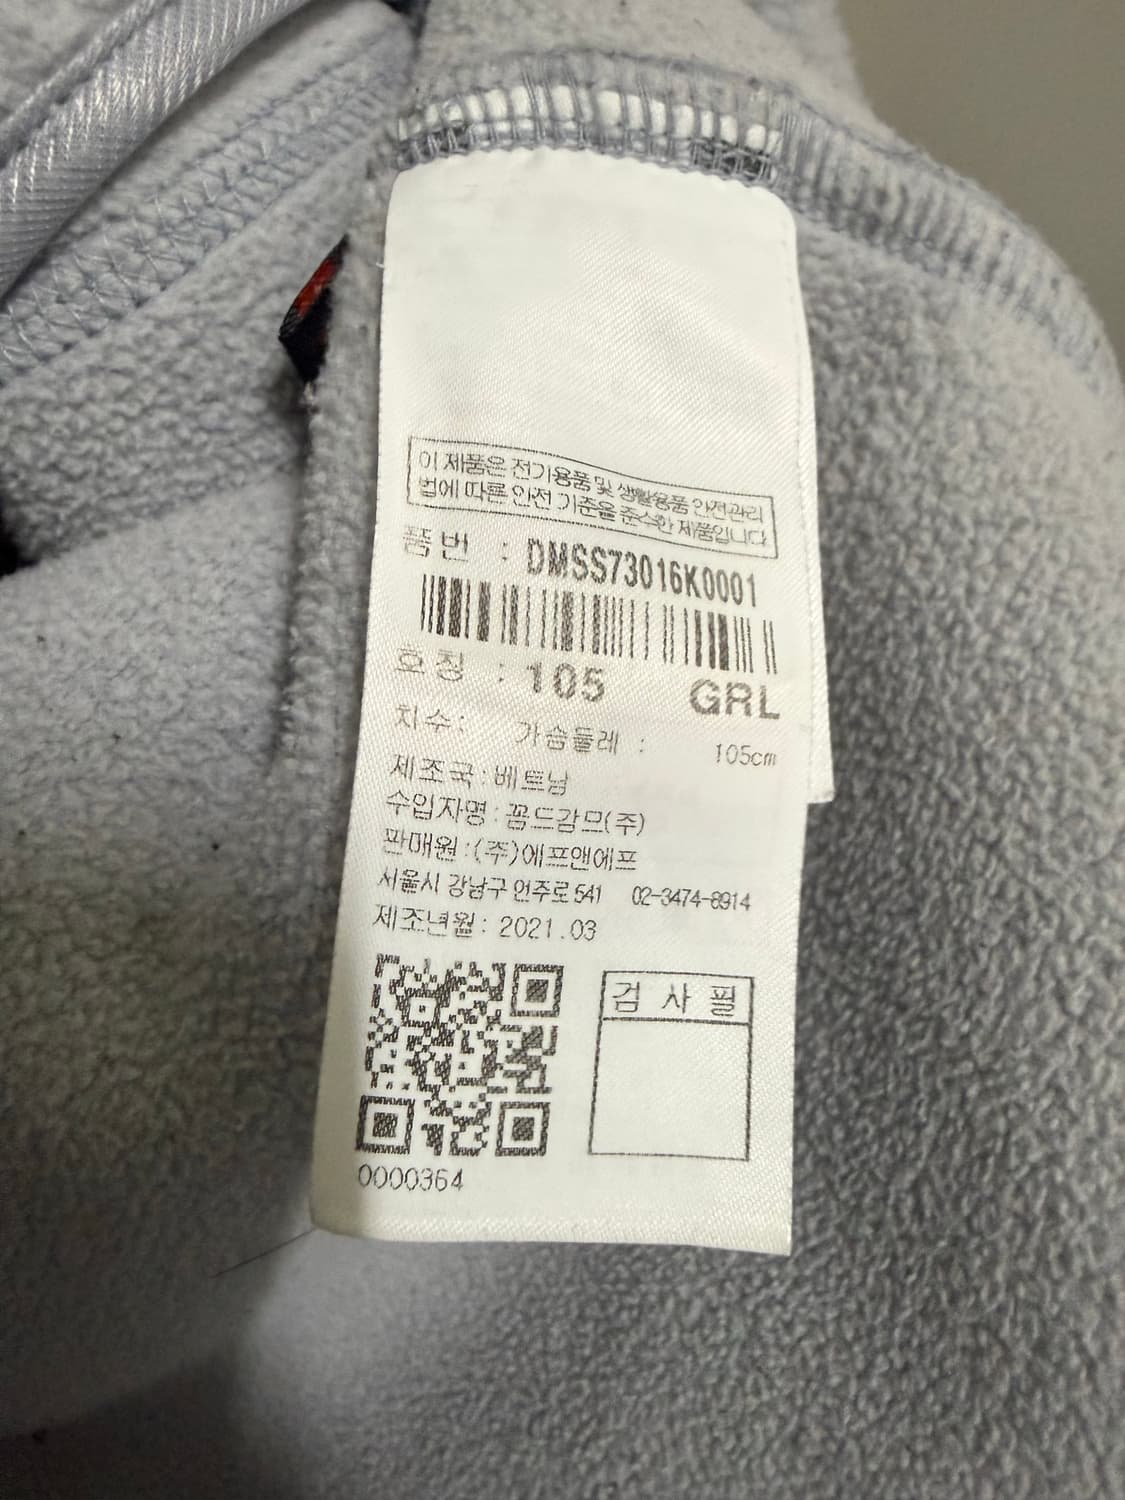 이 제품은 전기용품 및 생활용품 안전관리
법에 따른 안전 기준을 준수한 제품입니다
품번 : DMSS73016K0001
호칭 : 105 GRL
치수: 가슴둘레 : 105cm
제조국 : 베트남
수입자명 : 꼼드감므(주)
판매원 : (주)에프앤에프
서울시 강남구 언주로 541 02-3474-8914
제조년월 : 2021.03
검 사 필
0000364